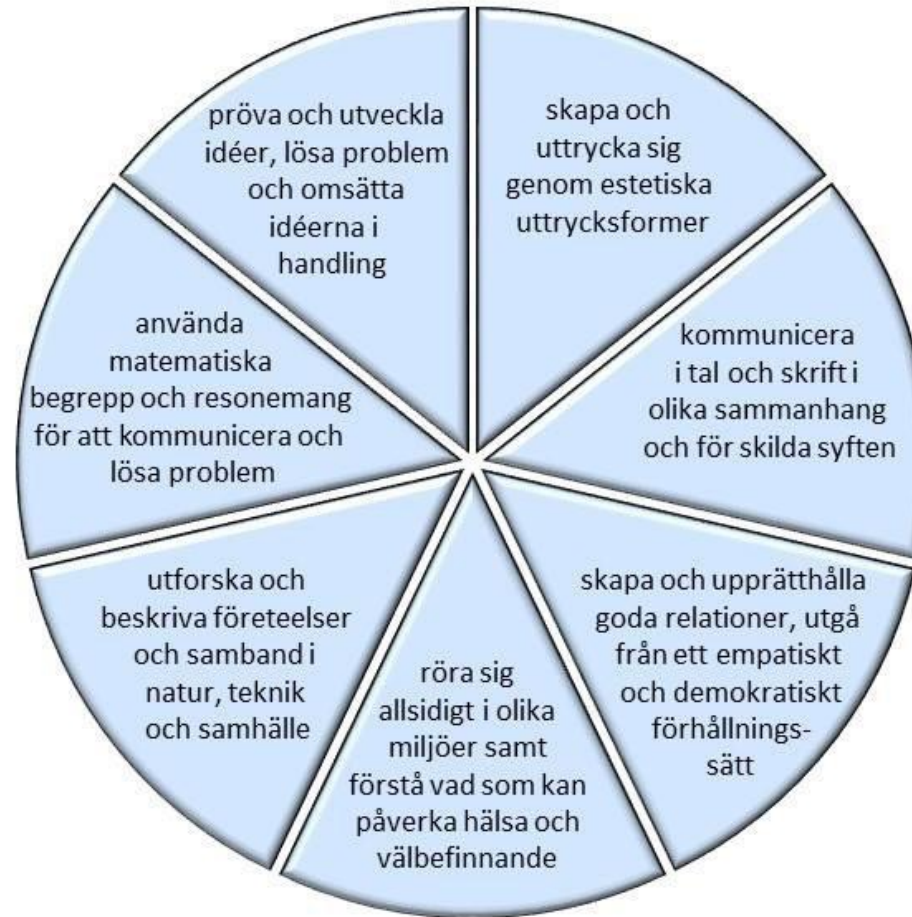 pröva och utveckla
idéer, lösa problem
och omsätta
idéerna i
handling
skapa och
uttrycka sig
genom estetiska
uttrycksformer
kommunicera
i tal och skrift i
olika sammanhang
och för skilda syften
skapa och upprätthålla
goda relationer, utgå
från ett empatiskt
och demokratiskt
förhållnings-
sätt
röra sig
allsidigt i olika
miljöer samt
förstå vad som kan
påverka hälsa och
välbefinnande
utforska och
beskriva företeelser
och samband i
natur, teknik
och samhälle
använda
matematiska
begrepp och resonemang
för att kommunicera och
lösa problem